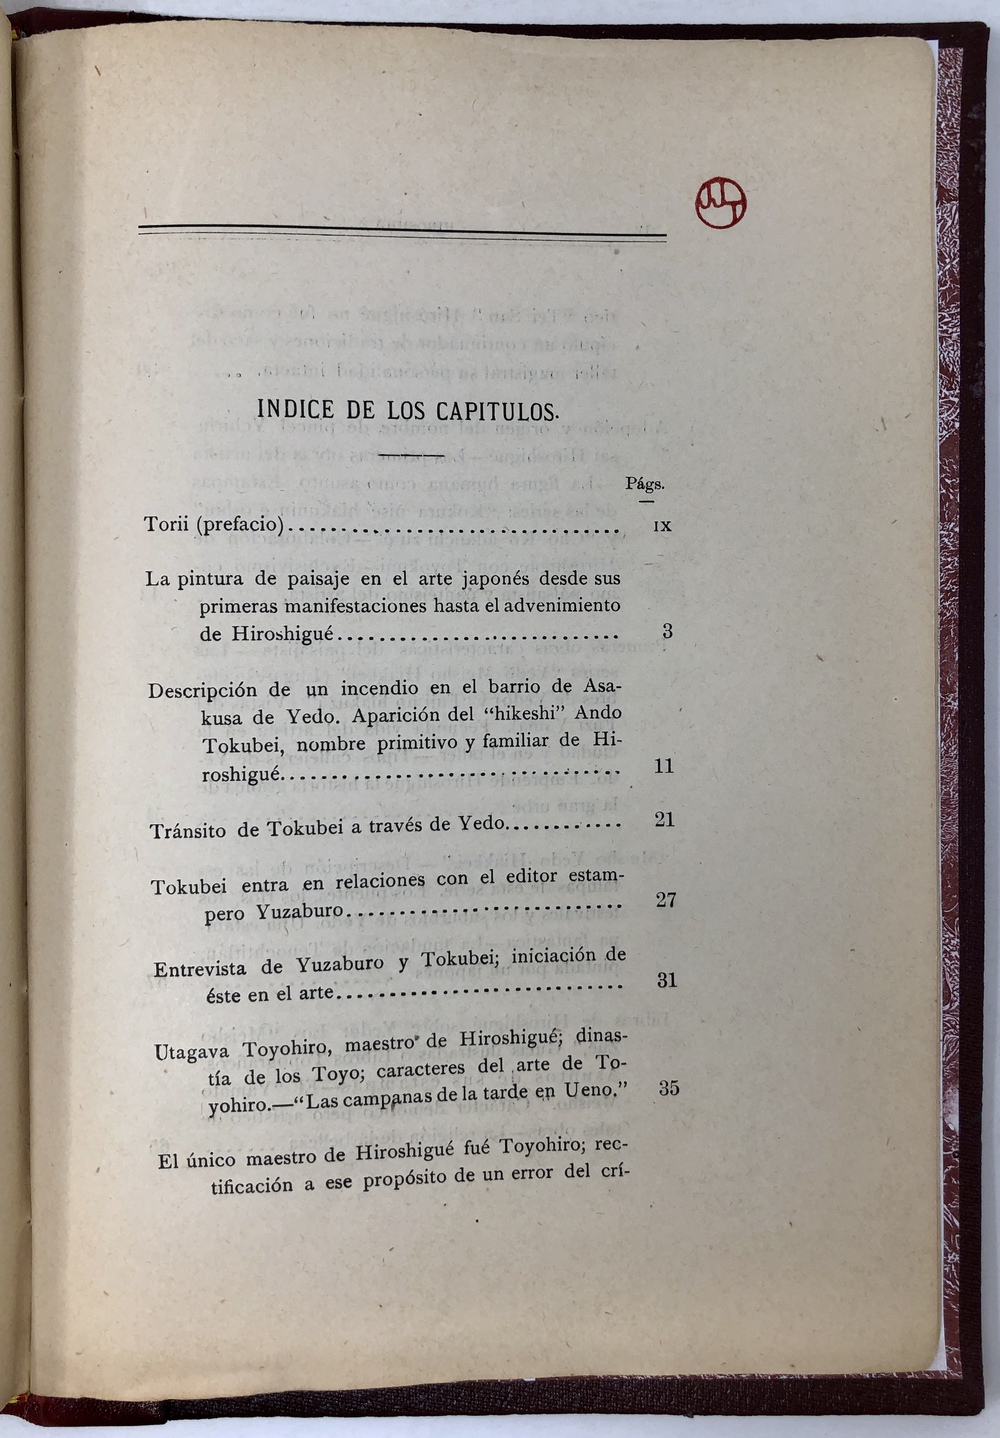 JJT
INDICE DE LOS CAPITULOS.
Págs.
Torii (prefacio)................................ IX
La pintura de paisaje en el arte japonés desde sus
primeras manifestaciones hasta el advenimiento
de Hiroshigué........................... 3
Descripción de un incendio en el barrio de Asa-
kusa de Yedo. Aparición del “hikeshi” Ando
Tokubei, nombre primitivo y familiar de Hi-
roshigué................................ 11
Tránsito de Tokubei a través de Yedo............ 21
Tokubei entra en relaciones con el editor estam-
pero Yuzaburo........................... 27
Entrevista de Yuzaburo y Tokubei; iniciación de
éste en el arte........................... 31
Utagava Toyohiro, maestro de Hiroshigué; dinas-
tía de los Toyo; caracteres del arte de To-
yohiro.—“Las campanas de la tarde en Ueno.” 35
El único maestro de Hiroshigué fué Toyohiro; rec-
tificación a ese propósito de un error del crí-